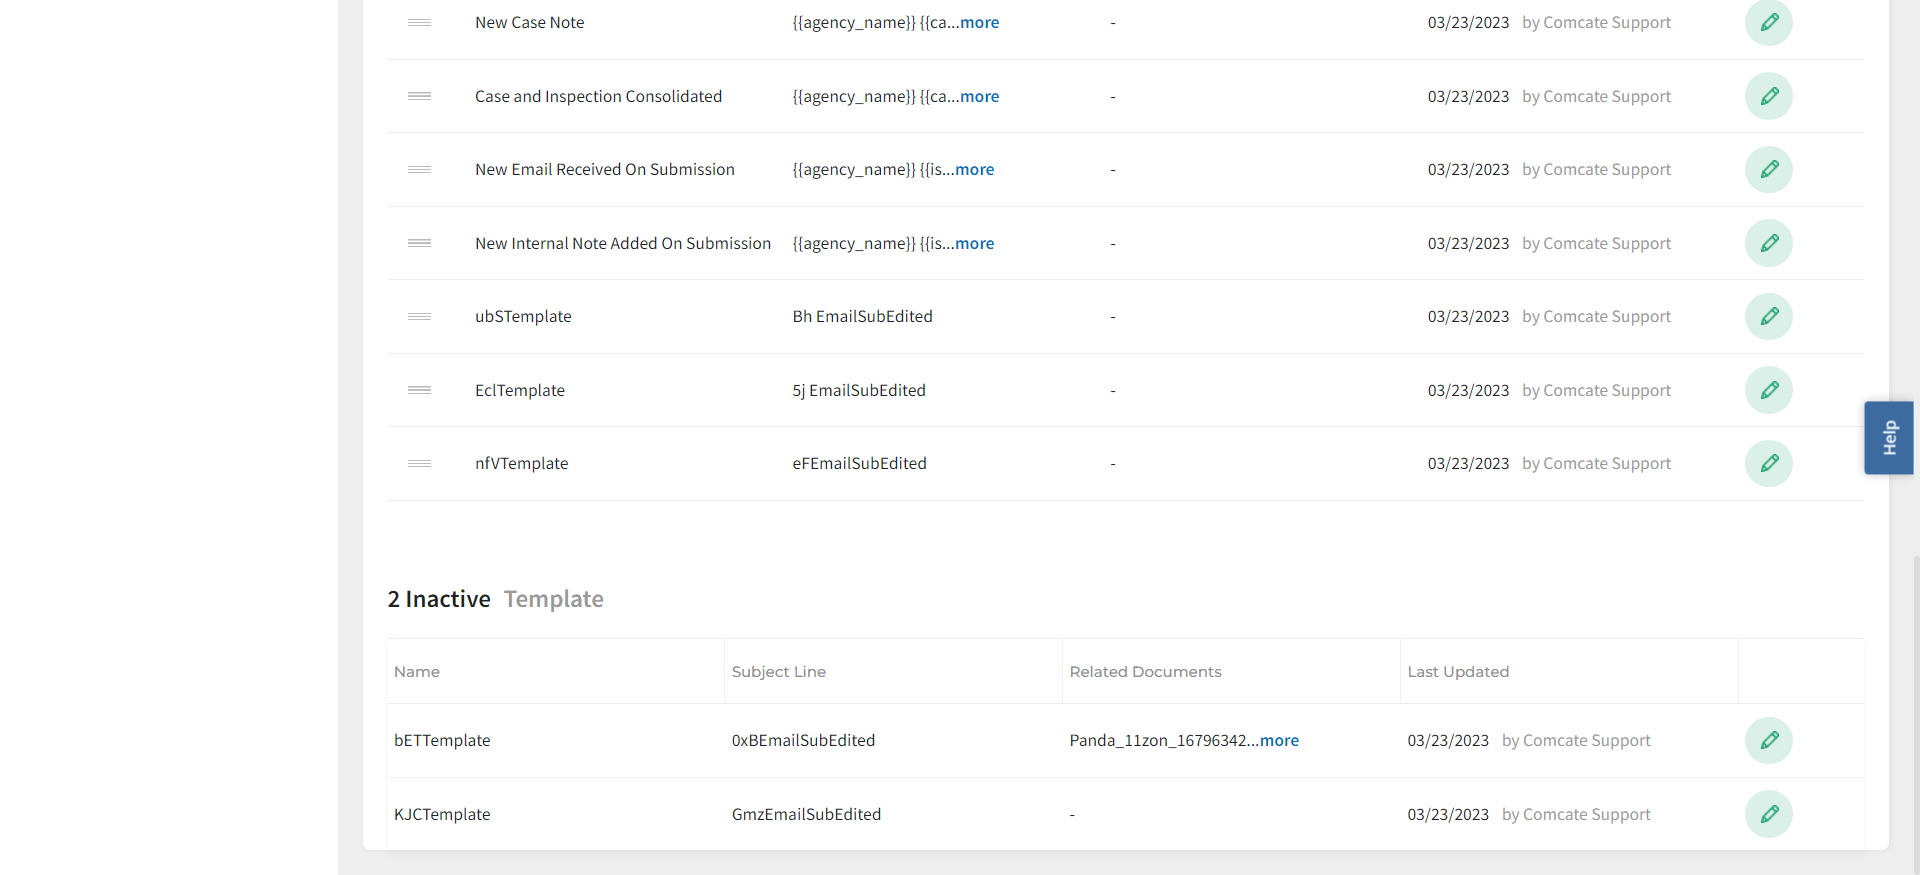 New Case Note {{agency_name}} {{ca...more - 03/23/2023 by Comcate Support
Case and Inspection Consolidated {{agency_name}} {{ca...more - 03/23/2023 by Comcate Support
New Email Received On Submission {{agency_name}} {{is...more - 03/23/2023 by Comcate Support
New Internal Note Added On Submission {{agency_name}} {{is...more - 03/23/2023 by Comcate Support
ubSTemplate Bh EmailSubEdited - 03/23/2023 by Comcate Support
EclTemplate 5j EmailSubEdited - 03/23/2023 by Comcate Support
Help
nfVTemplate eFEmailSubEdited - 03/23/2023 by Comcate Support
2 Inactive Template
Name Subject Line Related Documents Last Updated
bETTemplate 0xBEmailSubEdited Panda_11zon_16796342...more 03/23/2023 by Comcate Support
KJCTemplate GmzEmailSubEdited - 03/23/2023 by Comcate Support